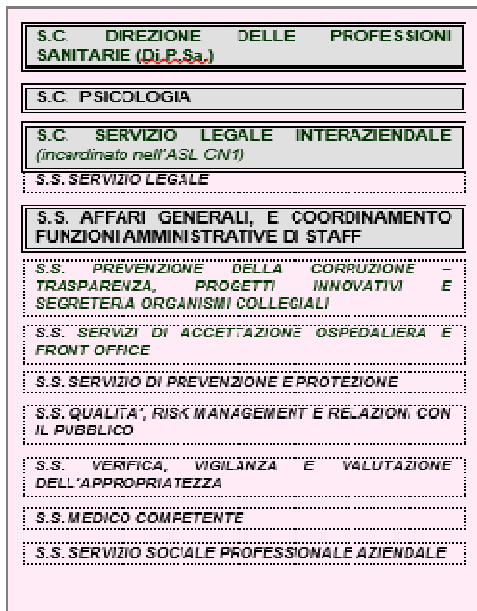 S.C. DIREZIONE DELLE PROFESSIONI
SANITARIE (Di.P.Sa.)
S.C. PSICOLOGIA
S.C. SERVIZIO LEGALE INTERAZIENDALE
(incardinato nell'ASL CN1)
S.S. SERVIZIO LEGALE
S.S. AFFARI GENERALI, E COORDINAMENTO
FUNZIONI AMMINISTRATIVE DI STAFF
S.S. PREVENZIONE DELLA CORRUZIONE –
TRASPARENZA, PROGETTI INNOVATIVI E
SEGRETERIA ORGANISMI COLLEGIALI
S.S. SERVIZI DI ACCETTAZIONE OSPEDALIERA E
FRONT OFFICE
S.S. SERVIZIO DI PREVENZIONE E PROTEZIONE
S.S. QUALITA', RISK MANAGEMENT E RELAZIONI CON
IL PUBBLICO
S.S. VERIFICA, VIGILANZA E VALUTAZIONE
DELL'APPROPRIATEZZA
S.S. MEDICO COMPETENTE
S.S. SERVIZIO SOCIALE PROFESSIONALE AZIENDALE